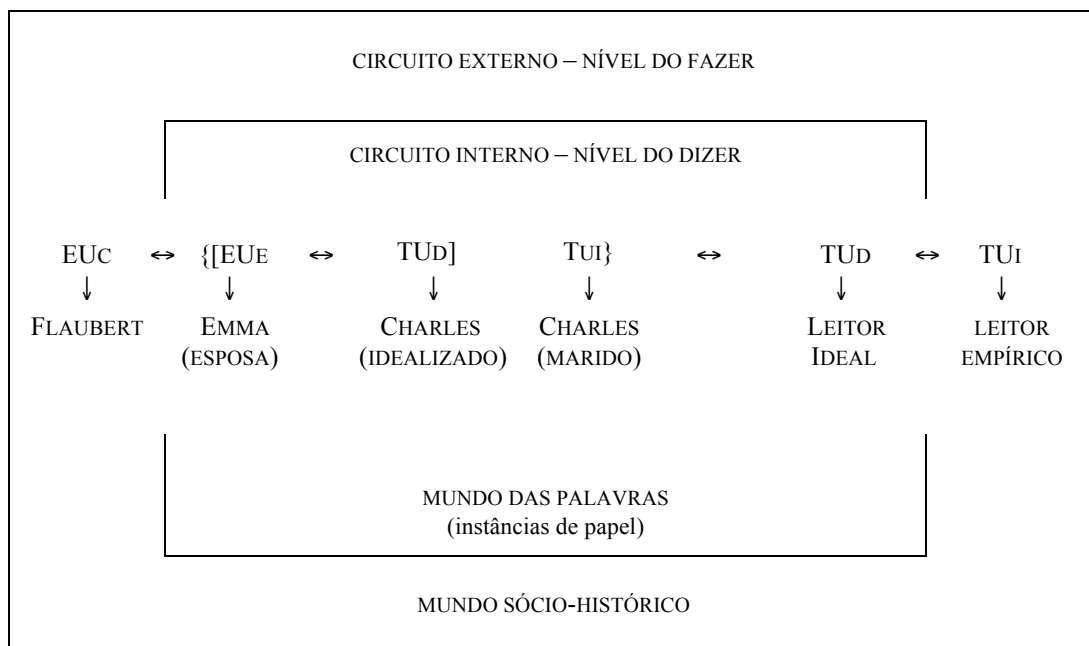 CIRCUITO EXTERNO – NÍVEL DO FAZER
CIRCUITO INTERNO – NÍVEL DO DIZER
EUC ↔ {[EUE ↔ TUD] TUI} ↔ TUD ↔ TUI
↓ ↓ ↓ ↓ ↓ ↓
FLAUBERT EMMA CHARLES CHARLES LEITOR LEITOR
(ESPOSA) (IDEALIZADO) (MARIDO) IDEAL EMPÍRICO
MUNDO DAS PALAVRAS
(instâncias de papel)
MUNDO SÓCIO-HISTÓRICO